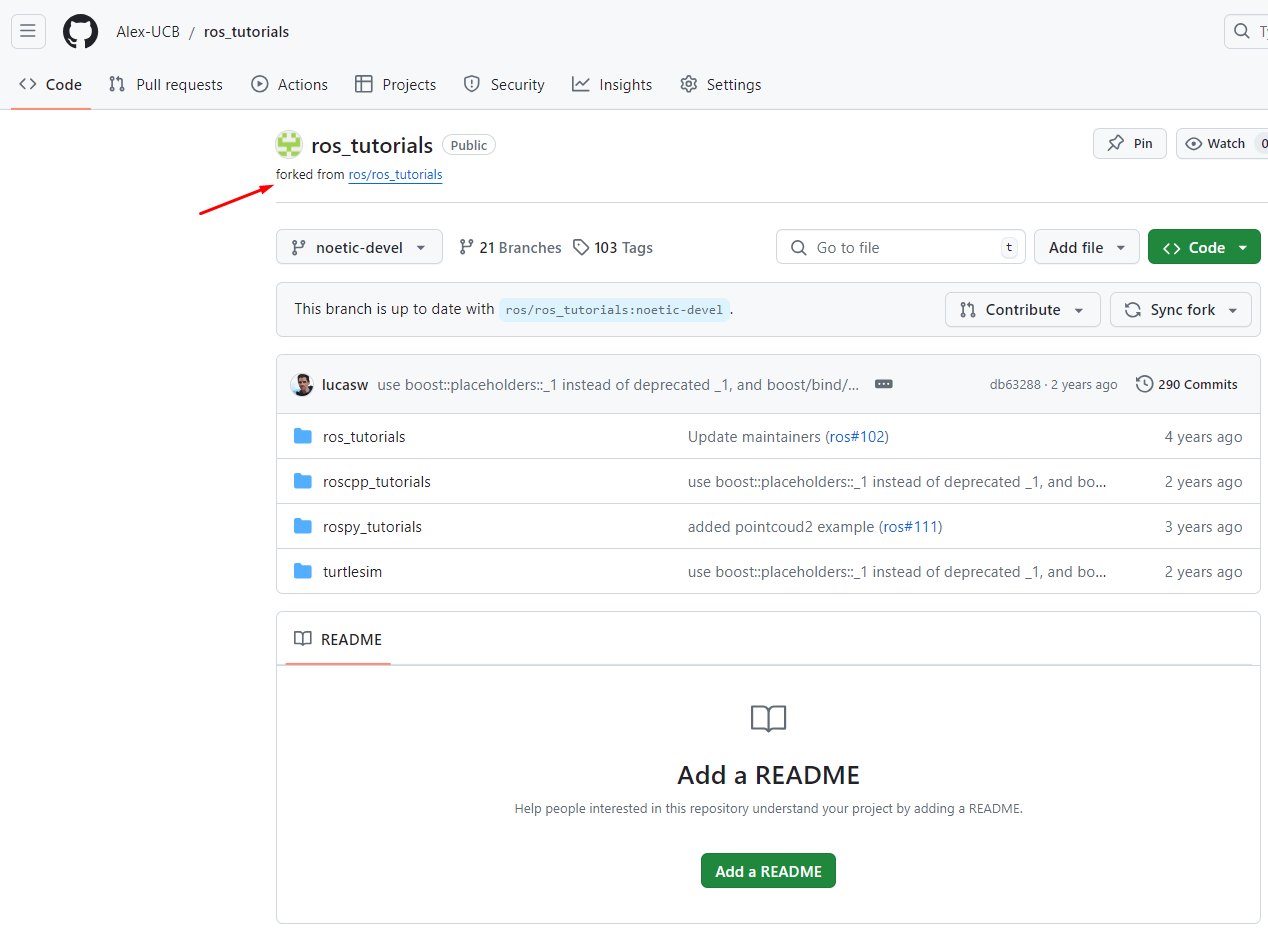 Alex-UCB / ros_tutorials
Code Pull requests Actions Projects Security Insights Settings
ros_tutorials Public Pin Watch 0
forked from ros/ros_tutorials
noetic-devel 21 Branches 103 Tags Go to file t Add file Code
This branch is up to date with ros/ros_tutorials:noetic-devel. Contribute Sync fork
lucasw use boost::placeholders::_1 instead of deprecated _1, and boost/bind/... db63288 · 2 years ago 290 Commits
ros_tutorials Update maintainers (ros#102) 4 years ago
roscpp_tutorials use boost::placeholders::_1 instead of deprecated _1, and bo... 2 years ago
rospy_tutorials added pointcoud2 example (ros#111) 3 years ago
turtlesim use boost::placeholders::_1 instead of deprecated _1, and bo... 2 years ago
README
Add a README
Help people interested in this repository understand your project by adding a README.
Add a README